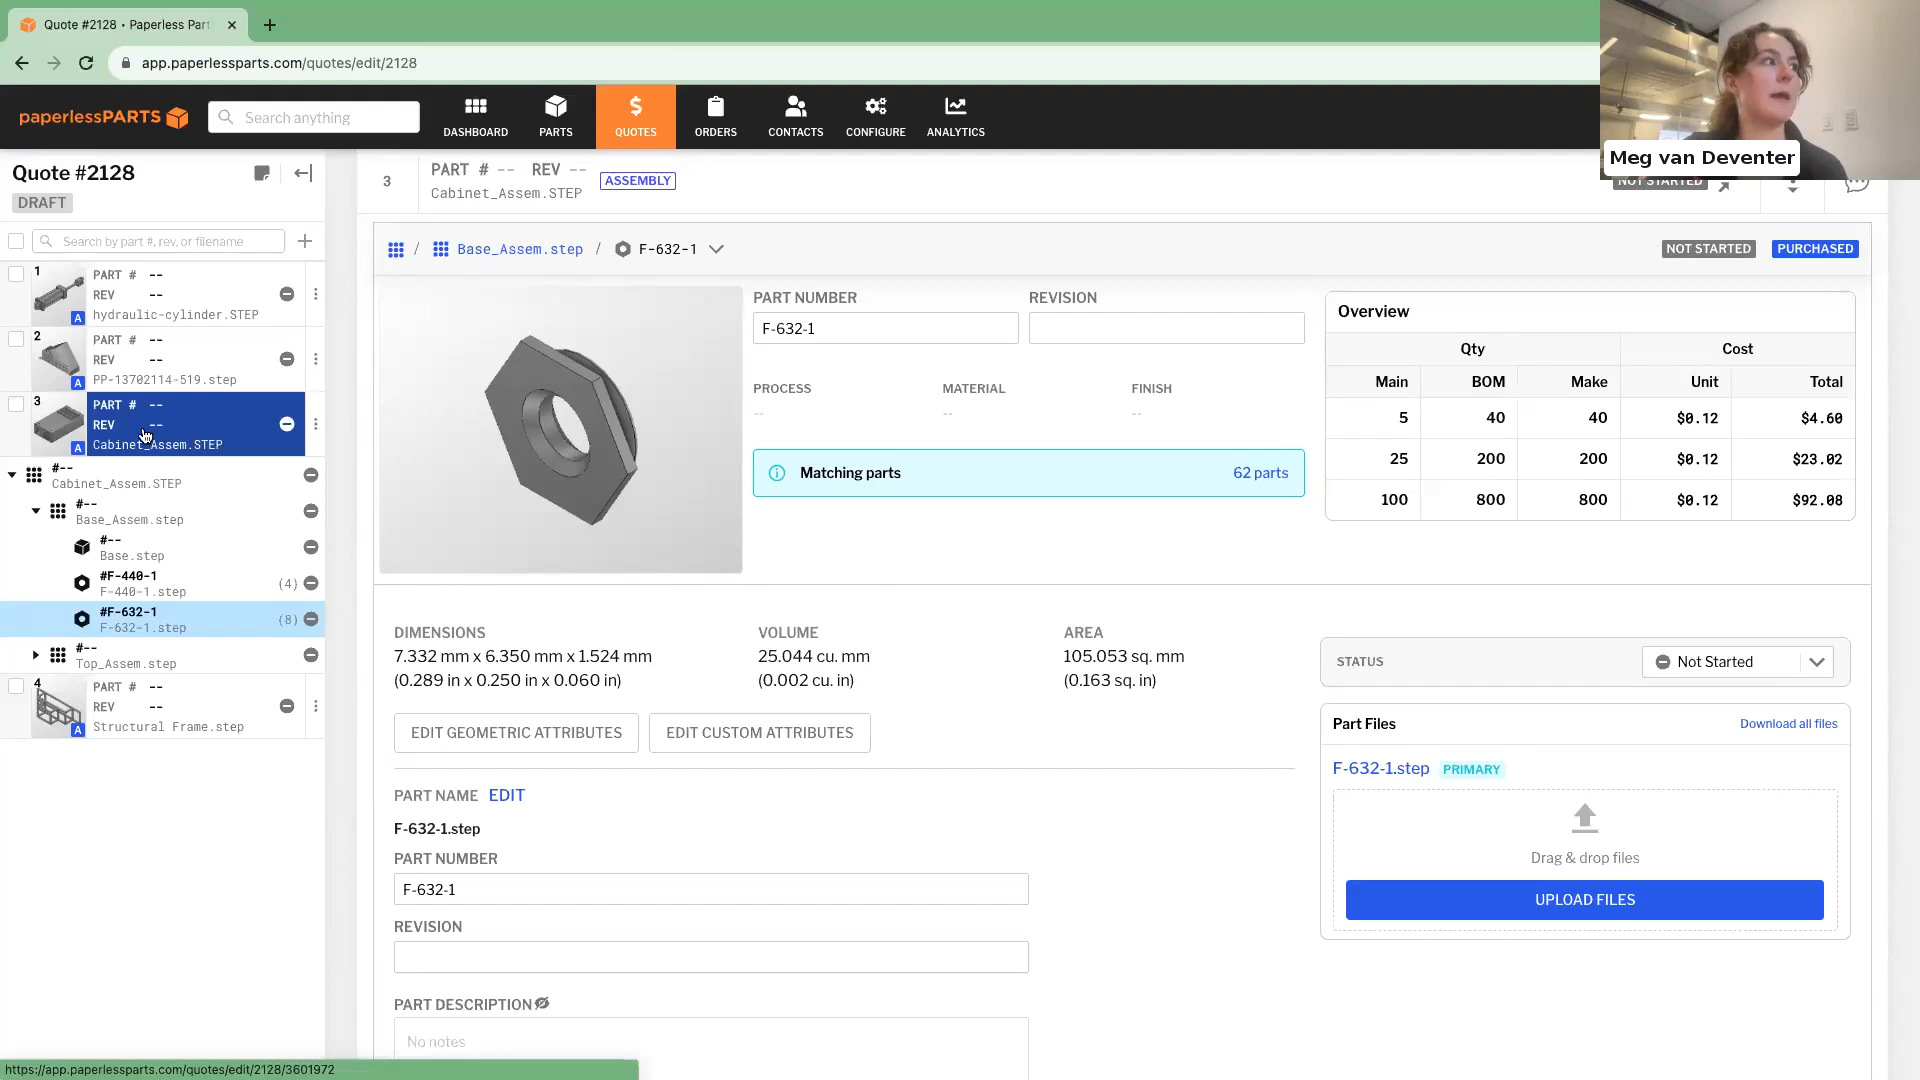 Quote #2128 • Paperless Part
app.paperlessparts.com/quotes/edit/2128
paperlessPARTS
Search anything
DASHBOARD
PARTS
QUOTES
ORDERS
CONTACTS
CONFIGURE
ANALYTICS
Meg van Deventer
Quote #2128
DRAFT
Search by part #, rev, or filename
1
PART # --
REV --
hydraulic-cylinder.STEP
A
2
PART # --
REV --
PP-13702114-519.step
A
3
PART # --
REV --
Cabinet_Assem.STEP
A
#--
Cabinet_Assem.STEP
#--
Base_Assem.step
#--
Base.step
#F-440-1
F-440-1.step
(4)
#F-632-1
F-632-1.step
(8)
#--
Top_Assem.step
4
PART # --
REV --
Structural Frame.step
A
3
PART # -- REV --
Cabinet_Assem.STEP
ASSEMBLY
NOT STARTED
/ Base_Assem.step / F-632-1
NOT STARTED
PURCHASED
PART NUMBER
F-632-1
REVISION
PROCESS
--
MATERIAL
--
FINISH
--
Matching parts
62 parts
Overview
Qty Cost
Main BOM Make Unit Total
5 40 40 $0.12 $4.60
25 200 200 $0.12 $23.02
100 800 800 $0.12 $92.08
DIMENSIONS
7.332 mm x 6.350 mm x 1.524 mm
(0.289 in x 0.250 in x 0.060 in)
VOLUME
25.044 cu. mm
(0.002 cu. in)
AREA
105.053 sq. mm
(0.163 sq. in)
EDIT GEOMETRIC ATTRIBUTES
EDIT CUSTOM ATTRIBUTES
PART NAME EDIT
F-632-1.step
PART NUMBER
F-632-1
REVISION
PART DESCRIPTION
No notes
STATUS
Not Started
Part Files
Download all files
F-632-1.step PRIMARY
Drag & drop files
UPLOAD FILES
https://app.paperlessparts.com/quotes/edit/2128/3601972